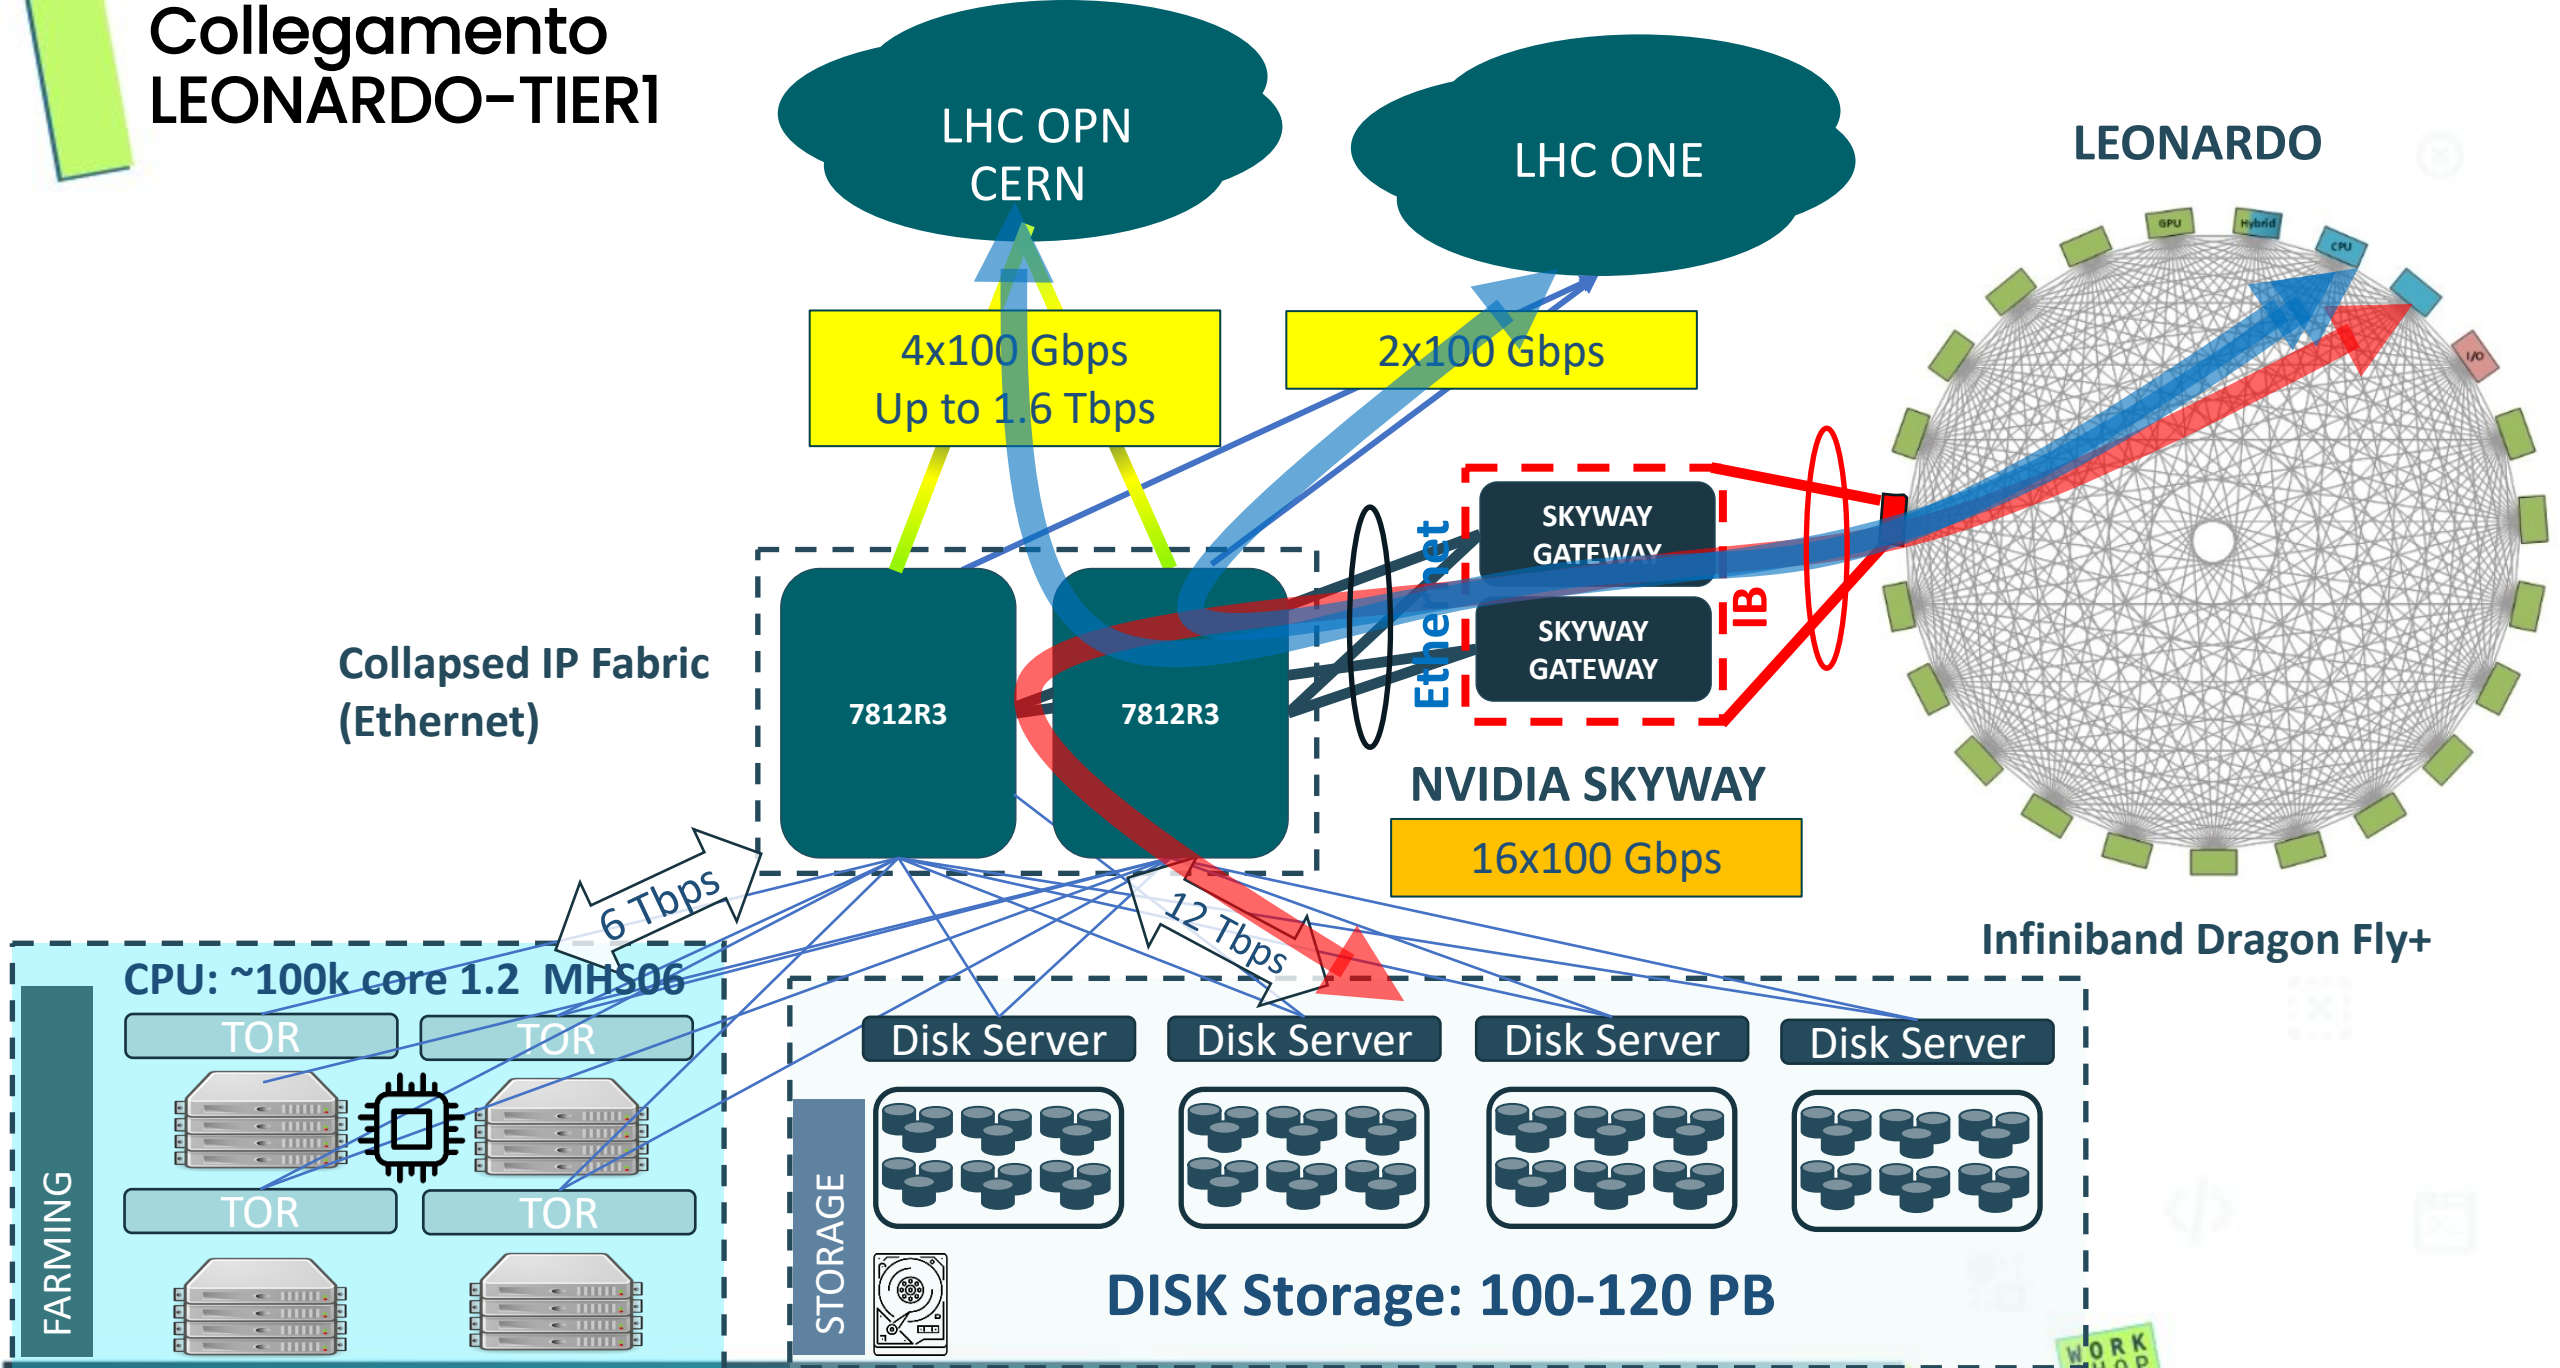 Collegamento
LEONARDO-TIER1
LHC OPN
CERN
LHC ONE
LEONARDO
GPU
Hybrid
CPU
I/O
4x100 Gbps
Up to 1.6 Tbps
2x100 Gbps
Ethernet
SKYWAY
GATEWAY
SKYWAY
GATEWAY
IB
Collapsed IP Fabric
(Ethernet)
7812R3
7812R3
NVIDIA SKYWAY
16x100 Gbps
6 Tbps
12 Tbps
Infiniband Dragon Fly+
CPU: ~100k core 1.2  MHS06
TOR
TOR
TOR
TOR
FARMING
Disk Server
Disk Server
Disk Server
Disk Server
STORAGE
DISK Storage: 100-120 PB
WORK